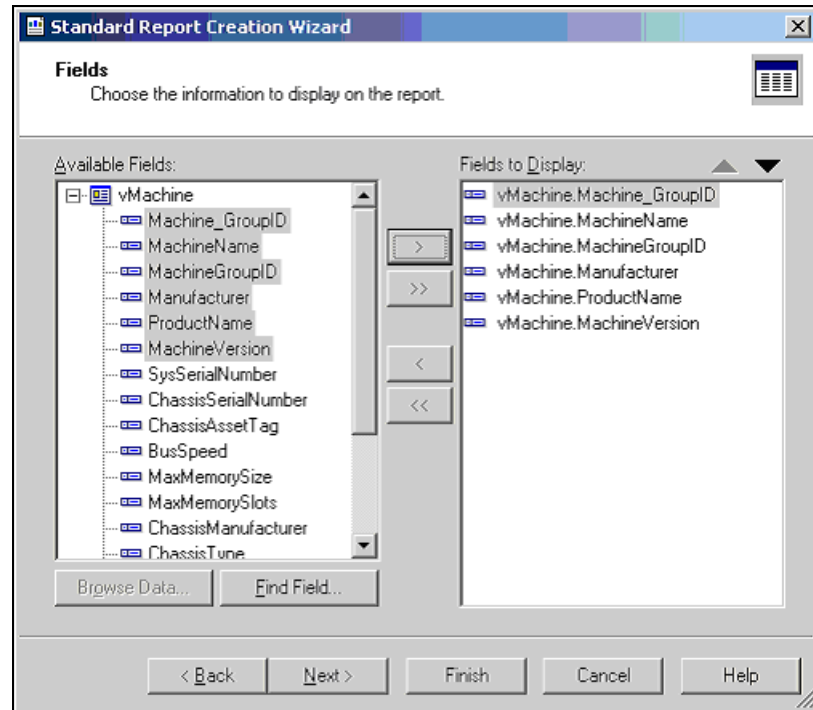 Standard Report Creation Wizard
Fields
Choose the information to display on the report.
Available Fields:
vMachine
Machine_GroupID
MachineName
MachineGroupID
Manufacturer
ProductName
MachineVersion
SysSerialNumber
ChassisSerialNumber
ChassisAssetTag
BusSpeed
MaxMemorySize
MaxMemorySlots
ChassisManufacturer
ChassisType
Browse Data...
Find Field...
>
>>
<
<<
Fields to Display:
vMachine.Machine_GroupID
vMachine.MachineName
vMachine.MachineGroupID
vMachine.Manufacturer
vMachine.ProductName
vMachine.MachineVersion
< Back
Next >
Finish
Cancel
Help